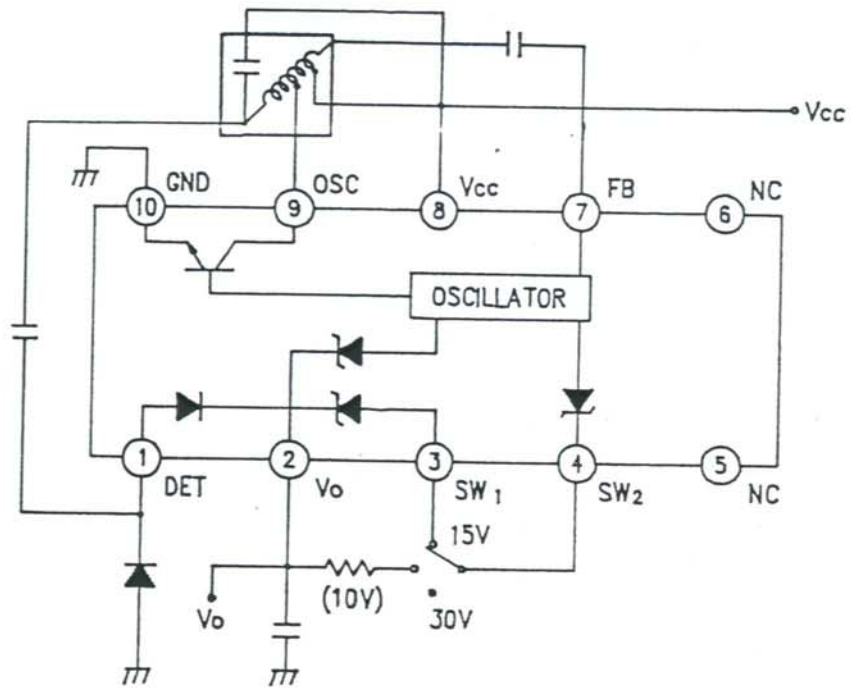 Vcc
GND
OSC
Vcc
FB
NC
10
9
8
7
6
OSCILLATOR
1
2
3
4
5
DET
Vo
SW1
SW2
NC
15V
(10V)
Vo
30V